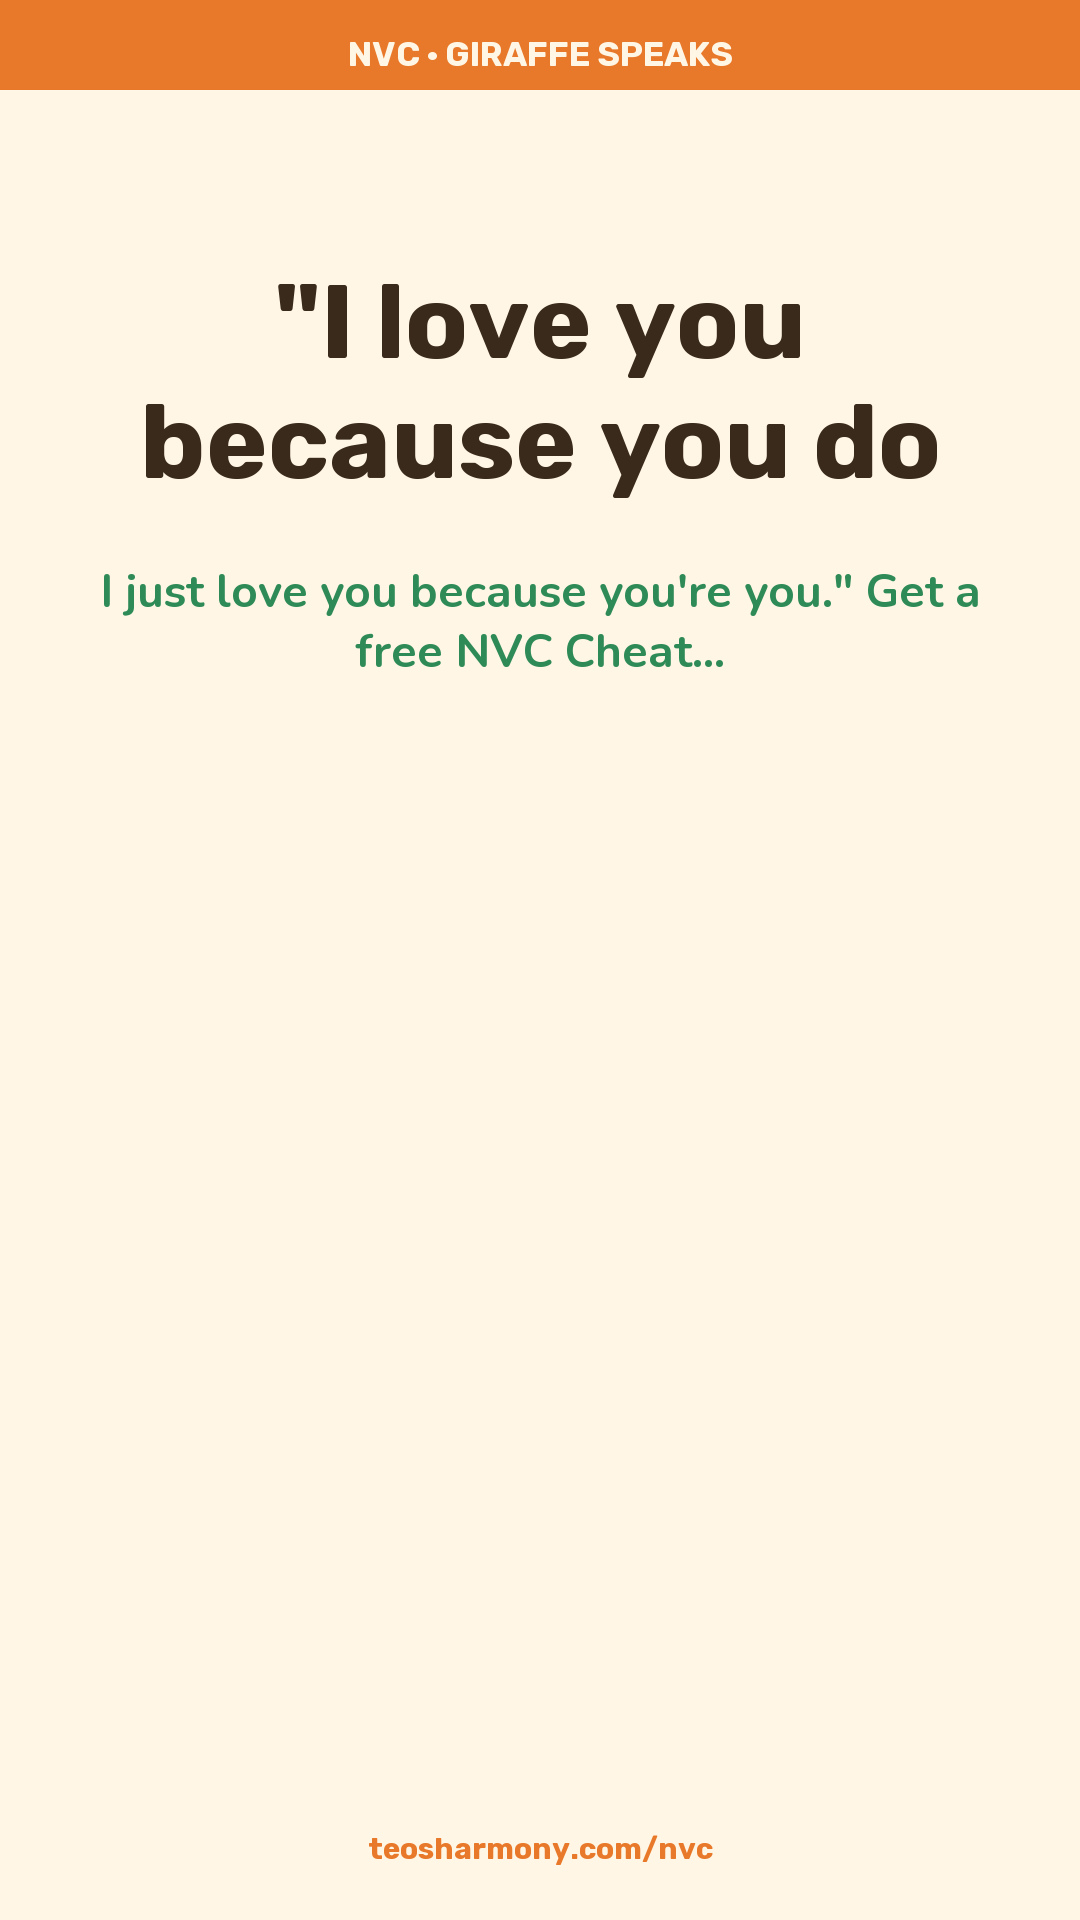 NVC • GIRAFFE SPEAKS
"I love you
because you do
I just love you because you're you." Get a
free NVC Cheat...
teosharmony.com/nvc